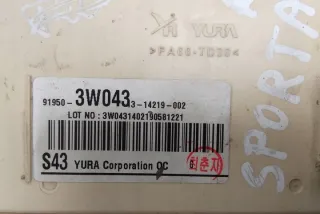 YURA
>PA66-TD30<
91950-3W043 3-14219-002
LOT NO : 3W0431402190581221
S43 YURA Corporation QC
SPORTA